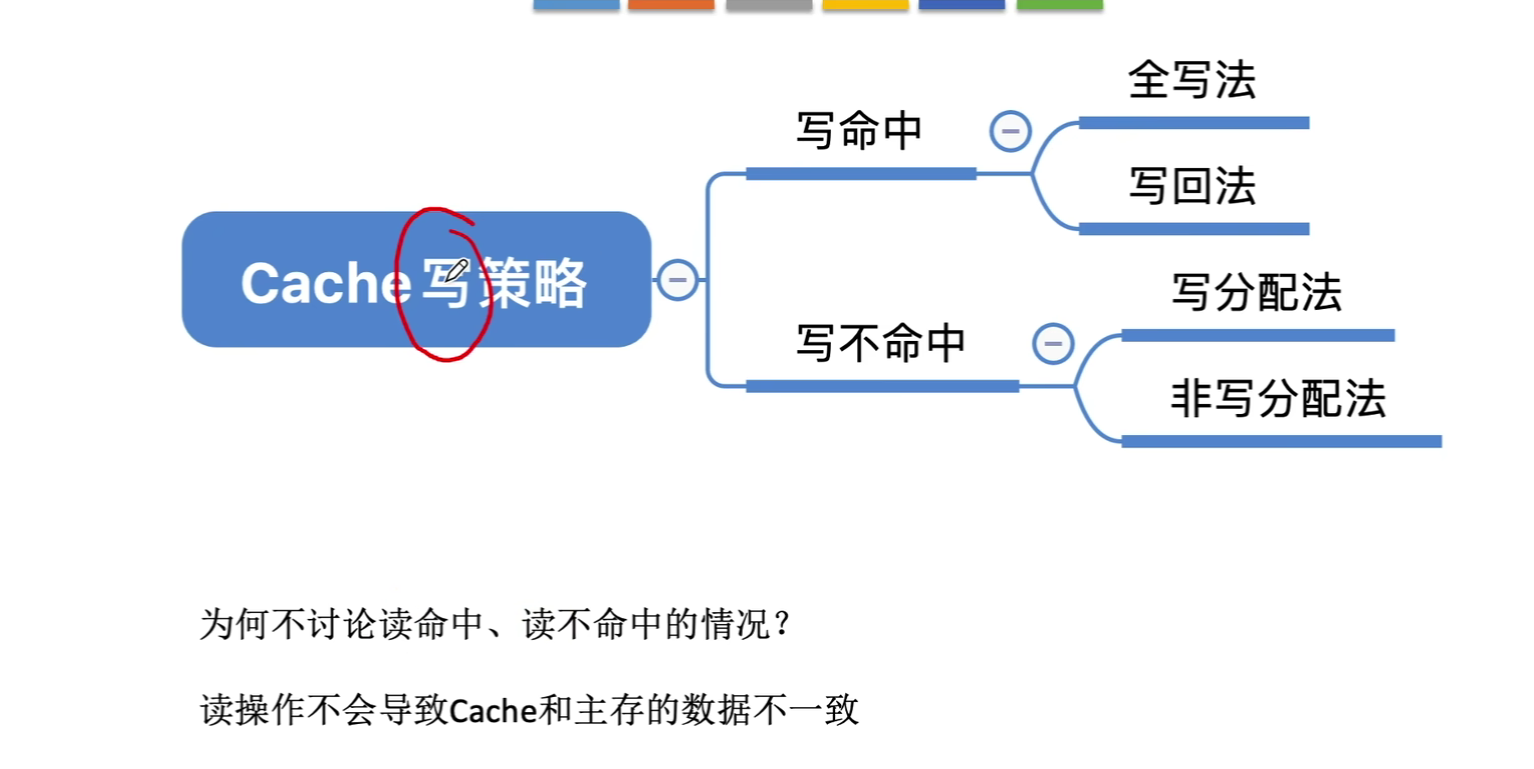 全写法
写命中
写回法
Cache写策略
写分配法
写不命中
非写分配法
为何不讨论读命中、读不命中的情况？
读操作不会导致Cache和主存的数据不一致